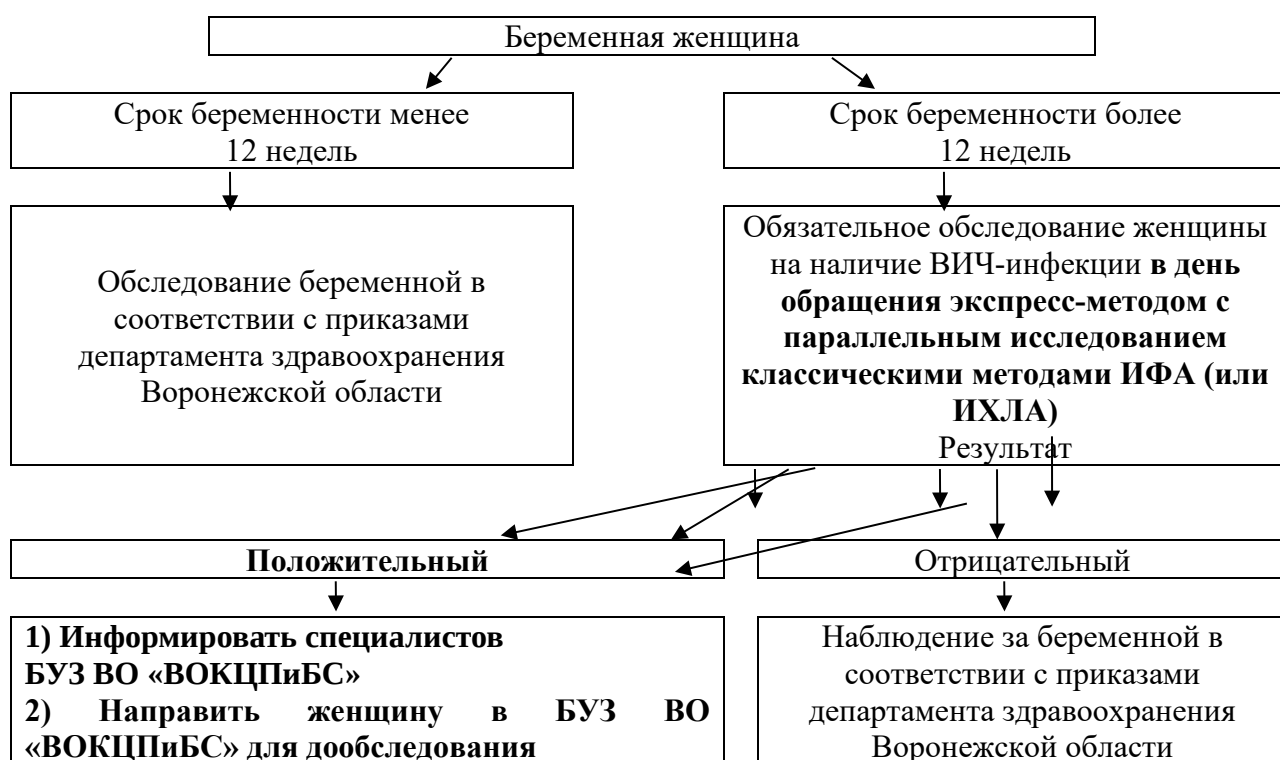 Беременная женщина
Срок беременности менее
12 недель
Срок беременности более
12 недель
Обследование беременной в
соответствии с приказами
департамента здравоохранения
Воронежской области
Обязательное обследование женщины
на наличие ВИЧ-инфекции в день
обращения экспресс-методом с
параллельным исследованием
классическими методами ИФА (или
ИХЛА)
Результат
Положительный
Отрицательный
1) Информировать специалистов
БУЗ ВО «ВОКЦПиБС»
2) Направить женщину в БУЗ ВО
«ВОКЦПиБС» для дообследования
Наблюдение за беременной в
соответствии с приказами
департамента здравоохранения
Воронежской области